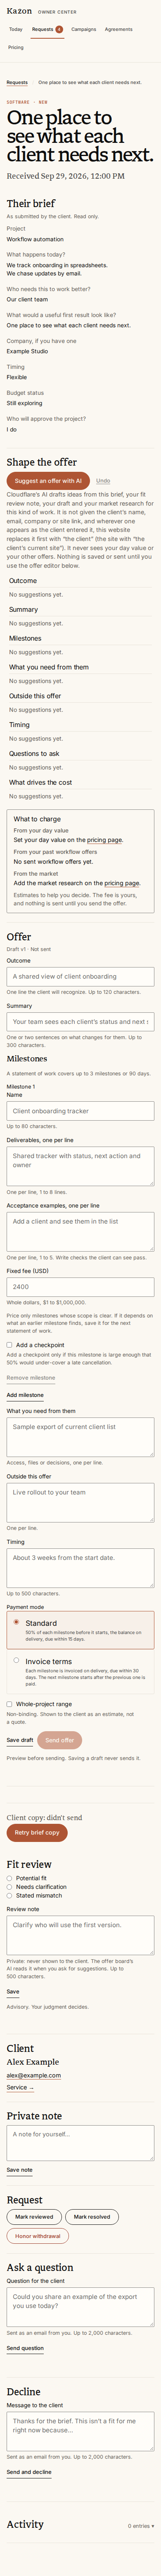 Kazon OWNER CENTER
Today Requests 4 Campaigns Agreements
Pricing
Requests One place to see what each client needs next.
SOFTWARE · NEW
One place to
see what each
client needs next.
Received Sep 29, 2026, 12:00 PM
Their brief
As submitted by the client. Read only.
Project
Workflow automation
What happens today?
We track onboarding in spreadsheets.
We chase updates by email.
Who needs this to work better?
Our client team
What would a useful first result look like?
One place to see what each client needs next.
Company, if you have one
Example Studio
Timing
Flexible
Budget status
Still exploring
Who will approve the project?
I do
Shape the offer
Suggest an offer with AI Undo
Cloudflare's AI drafts ideas from this brief, your fit
review note, your draft and your market research for
this kind of work. It is not given the client's name,
email, company or site link, and wherever one
appears as the client entered it, this website
replaces it first with "the client" (the site with "the
client's current site"). It never sees your day value or
your other offers. Nothing is saved or sent until you
use the offer editor below.
Outcome
No suggestions yet.
Summary
No suggestions yet.
Milestones
No suggestions yet.
What you need from them
No suggestions yet.
Outside this offer
No suggestions yet.
Timing
No suggestions yet.
Questions to ask
No suggestions yet.
What drives the cost
No suggestions yet.
What to charge
From your day value
Set your day value on the pricing page.
From your past workflow offers
No sent workflow offers yet.
From the market
Add the market research on the pricing page.
Estimates to help you decide. The fee is yours,
and nothing is sent until you send the offer.
Offer
Draft v1 · Not sent
Outcome
A shared view of client onboarding
One line the client will recognize. Up to 120 characters.
Summary
Your team sees each client's status and next s
One or two sentences on what changes for them. Up to
300 characters.
Milestones
A statement of work covers up to 3 milestones or 90 days.
Milestone 1
Name
Client onboarding tracker
Up to 80 characters.
Deliverables, one per line
Shared tracker with status, next action and
owner
One per line, 1 to 8 lines.
Acceptance examples, one per line
Add a client and see them in the list
One per line, 1 to 5. Write checks the client can see pass.
Fixed fee (USD)
2400
Whole dollars, $1 to $1,000,000.
Price only milestones whose scope is clear. If it depends on
what an earlier milestone finds, save it for the next
statement of work.
Add a checkpoint
Add a checkpoint only if this milestone is large enough that
50% would under-cover a late cancellation.
Remove milestone
Add milestone
What you need from them
Sample export of current client list
Access, files or decisions, one per line.
Outside this offer
Live rollout to your team
One per line.
Timing
About 3 weeks from the start date.
Up to 500 characters.
Payment mode
Standard
50% of each milestone before it starts, the balance on
delivery, due within 15 days.
Invoice terms
Each milestone is invoiced on delivery, due within 30
days. The next milestone starts after the previous one is
paid.
Whole-project range
Non-binding. Shown to the client as an estimate, not
a quote.
Save draft Send offer
Preview before sending. Saving a draft never sends it.
Client copy: didn't send
Retry brief copy
Fit review
Potential fit
Needs clarification
Stated mismatch
Review note
Clarify who will use the first version.
Private: never shown to the client. The offer board's
AI reads it when you ask for suggestions. Up to
500 characters.
Save
Advisory. Your judgment decides.
Client
Alex Example
alex@example.com
Service →
Private note
A note for yourself...
Save note
Request
Mark reviewed Mark resolved
Honor withdrawal
Ask a question
Question for the client
Could you share an example of the export
you use today?
Sent as an email from you. Up to 2,000 characters.
Send question
Decline
Message to the client
Thanks for the brief. This isn't a fit for me
right now because...
Sent as an email from you. Up to 2,000 characters.
Send and decline
Activity 0 entries ▾